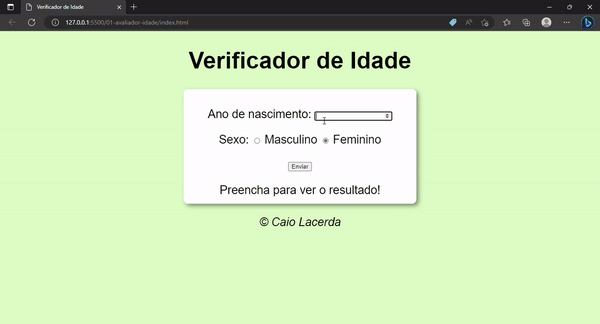 Verificador de Idade
127.0.0.1:5500/01-avaliador-idade/index.html
Verificador de Idade
Ano de nascimento:
Sexo: Masculino Feminino
Enviar
Preencha para ver o resultado!
© Caio Lacerda